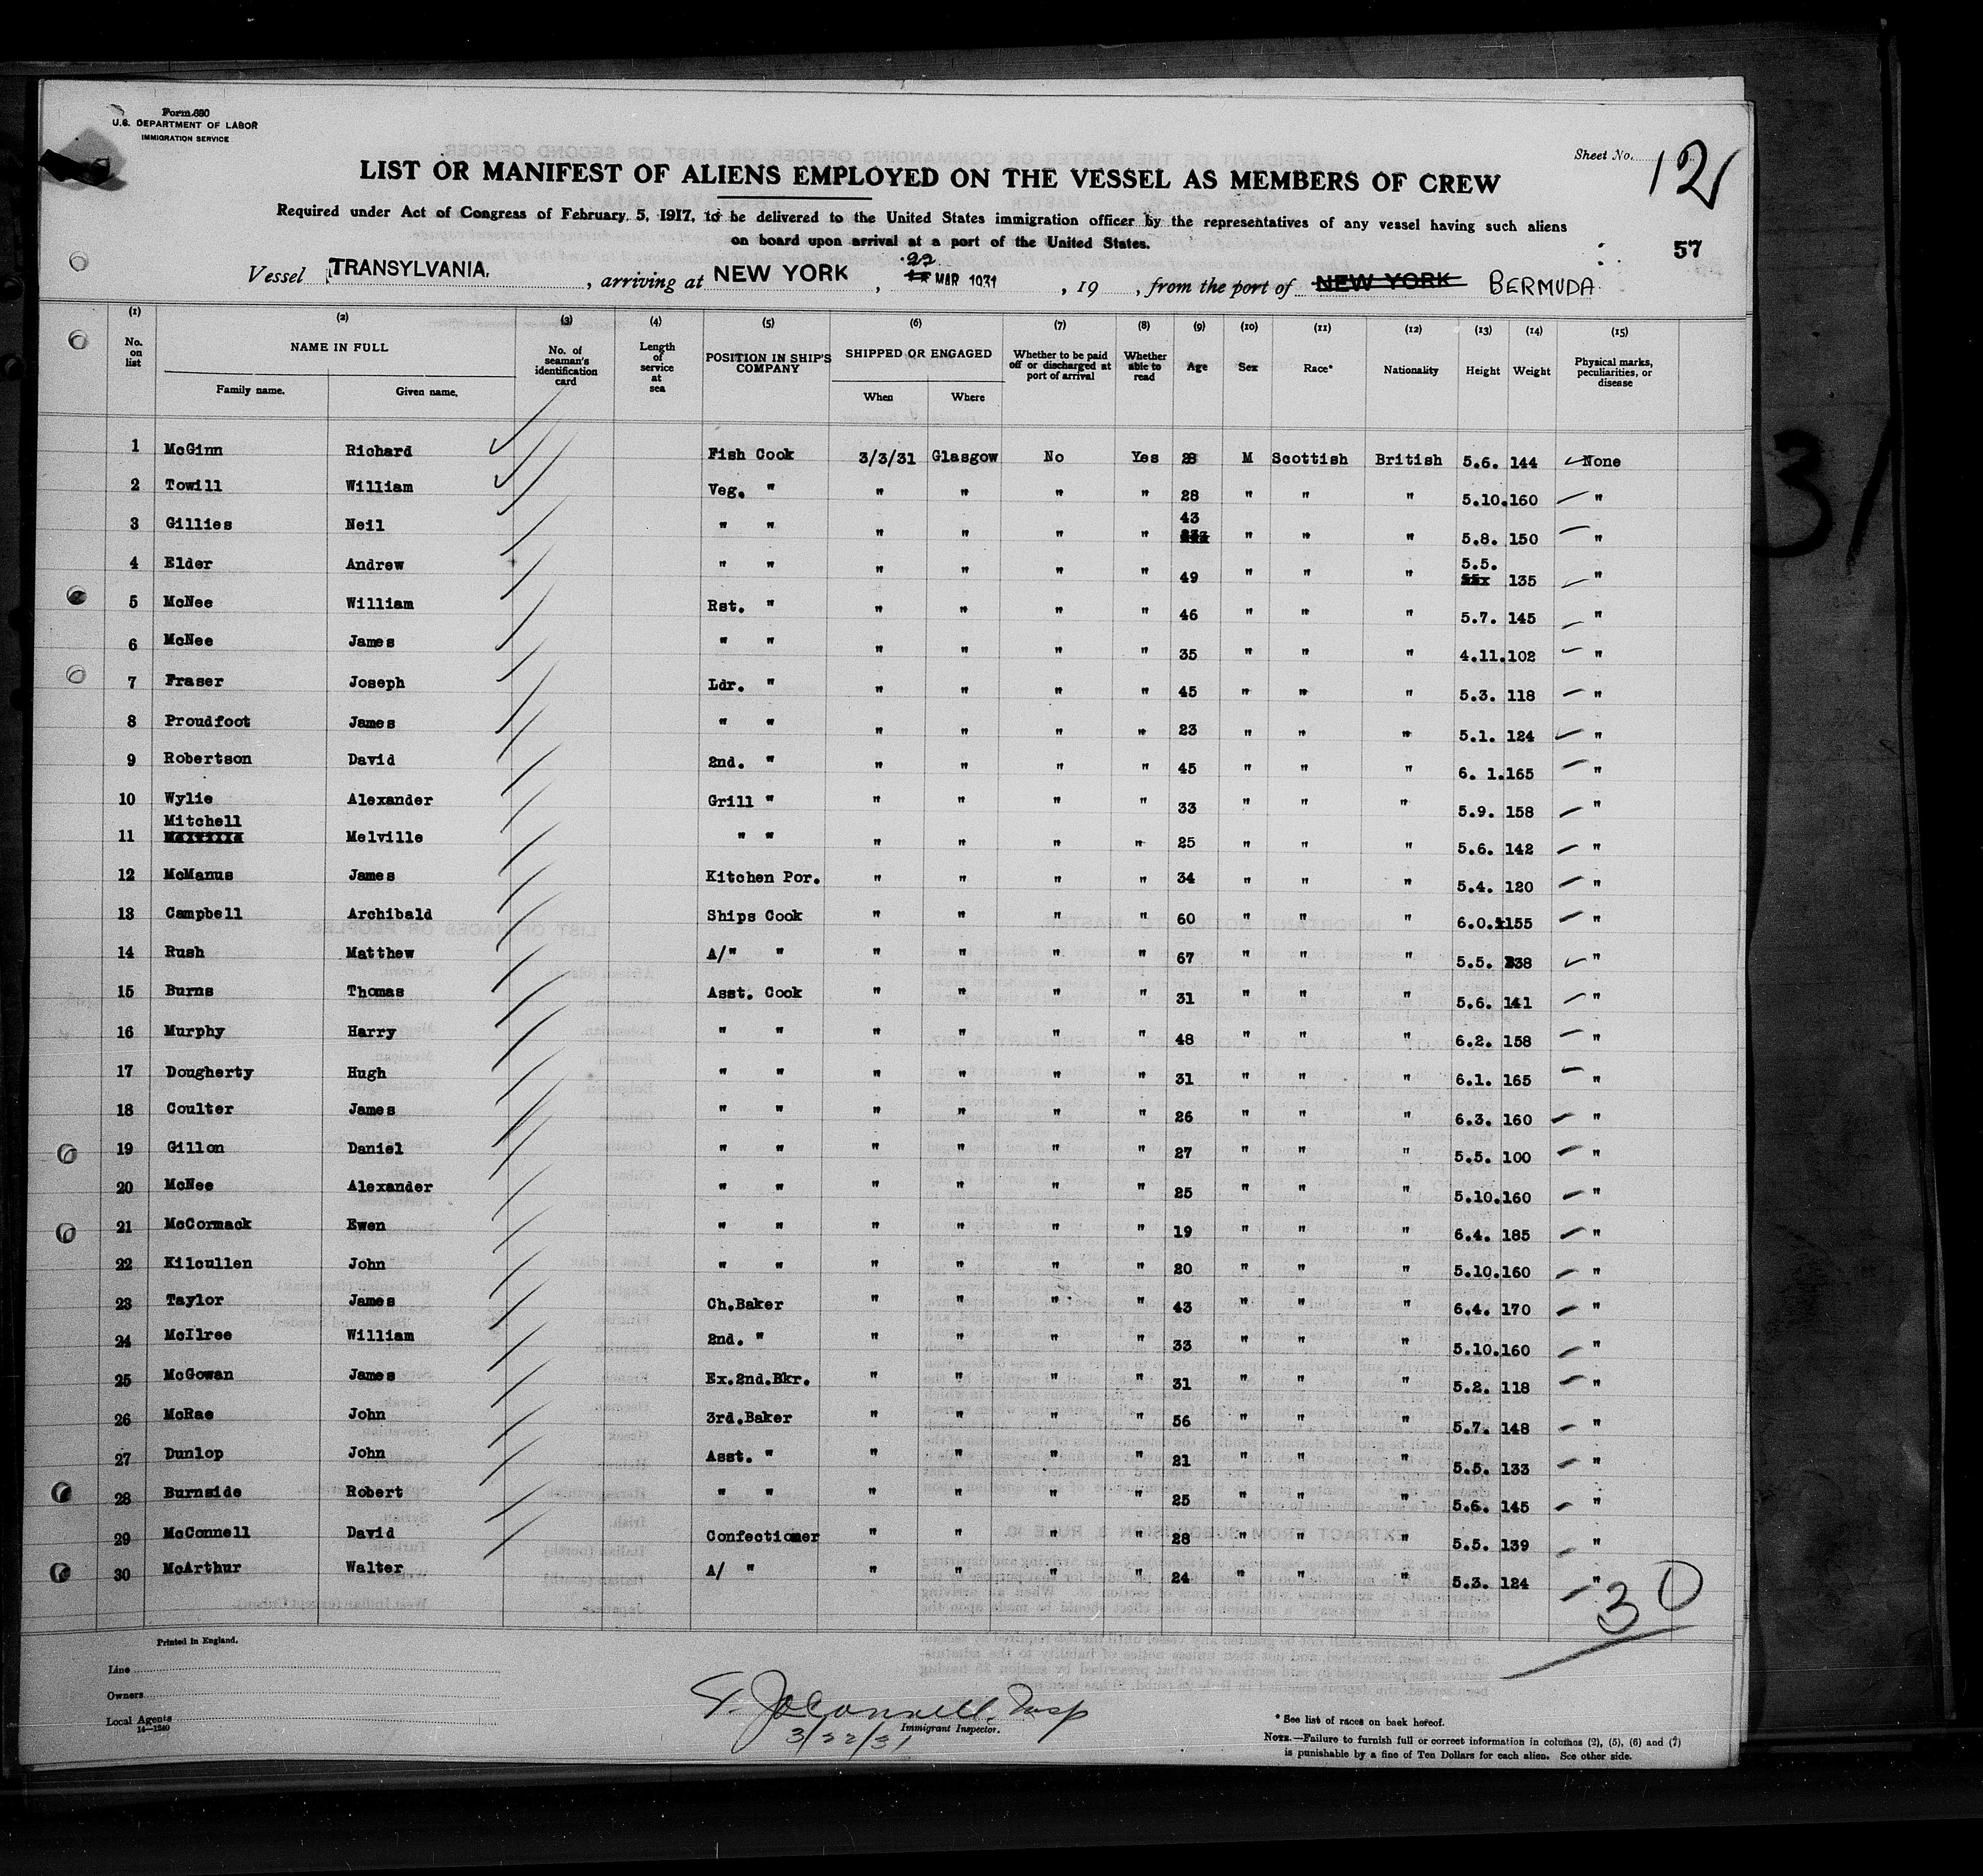 Form 680
U.S. DEPARTMENT OF LABOR
IMMIGRATION SERVICE
Sheet No. 12
LIST OR MANIFEST OF ALIENS EMPLOYED ON THE VESSEL AS MEMBERS OF CREW
Required under Act of Congress of February 5, 1917, to be delivered to the United States immigration officer by the representatives of any vessel having such aliens
on board upon arrival at a port of the United States.
57
Vessel TRANSYLVANIA. , arriving at NEW YORK , 22 MAR 1931 , 19 , from the port of NEW YORK BERMUDA
(1) (2) (3) (4) (5) (6) (7) (8) (9) (10) (11) (12) (13) (14) (15)
No. on list NAME IN FULL Family name. Given name. No. of seaman's identification card Length of service at sea POSITION IN SHIP'S COMPANY SHIPPED OR ENGAGED When Where Whether to be paid off or discharged at port of arrival Whether able to read Age Sex Race* Nationality Height Weight Physical marks, peculiarities, or disease
1 McGinn Richard Fish Cook 3/3/31 Glasgow No Yes 28 M Scottish British 5.6. 144 None
2 Towill William Veg. " " " " " 28 " " " 5.10. 160 "
3 Gillies Neil " " " " " " 43 " " " 5.8. 150 "
4 Elder Andrew " " " " " " 49 " " " 5.5. 135 "
5 McNee William Rst. " " " " " 46 " " " 5.7. 145 "
6 McNee James " " " " " " 35 " " " 4.11. 102 "
7 Fraser Joseph Ldr. " " " " " 45 " " " 5.3. 118 "
8 Proudfoot James " " " " " " 23 " " " 5.1. 124 "
9 Robertson David 2nd. " " " " " 45 " " " 6. 1. 165 "
10 Wylie Alexander Grill " " " " " 33 " " " 5.9. 158 "
11 Mitchell Melville " " " " " " 25 " " " 5.6. 142 "
12 McManus James Kitchen Por. " " " " 34 " " " 5.4. 120 "
13 Campbell Archibald Ships Cook " " " " 60 " " " 6.0. 155 "
14 Rush Matthew A/" " " " " " 67 " " " 5.5. 138 "
15 Burns Thomas Asst. Cook " " " " 31 " " " 5.6. 141 "
16 Murphy Harry " " " " " " 48 " " " 6.2. 158 "
17 Dougherty Hugh " " " " " " 31 " " " 6.1. 165 "
18 Coulter James " " " " " " 26 " " " 6.3. 160 "
19 Gillon Daniel " " " " " " 27 " " " 5.5. 100 "
20 McNee Alexander " " " " " " 25 " " " 5.10. 160 "
21 McCormack Ewen " " " " " " 19 " " " 6.4. 185 "
22 Kilcullen John " " " " " " 20 " " " 5.10. 160 "
23 Taylor James Ch.Baker " " " " 43 " " " 6.4. 170 "
24 McIlree William 2nd. " " " " " 33 " " " 5.10. 160 "
25 McGowan James Ex.2nd.Bkr. " " " " 31 " " " 5.2. 118 "
26 McRae John 3rd.Baker " " " " 56 " " " 5.7. 148 "
27 Dunlop John Asst. " " " " " 21 " " " 5.5. 133 "
28 Burnside Robert " " " " " " 25 " " " 5.6. 145 "
29 McConnell David Confectioner " " " " 28 " " " 5.5. 139 "
30 McArthur Walter A/ " " " " " 24 " " " 5.3. 124 "
30
31
Printed in England.
Line
Owners
Local Agents
14—1240
Insp
3/22/31 Immigrant Inspector.
* See list of races on back hereof.
NOTE.—Failure to furnish full or correct information in columns (2), (5), (6) and (7)
is punishable by a fine of Ten Dollars for each alien. See other side.